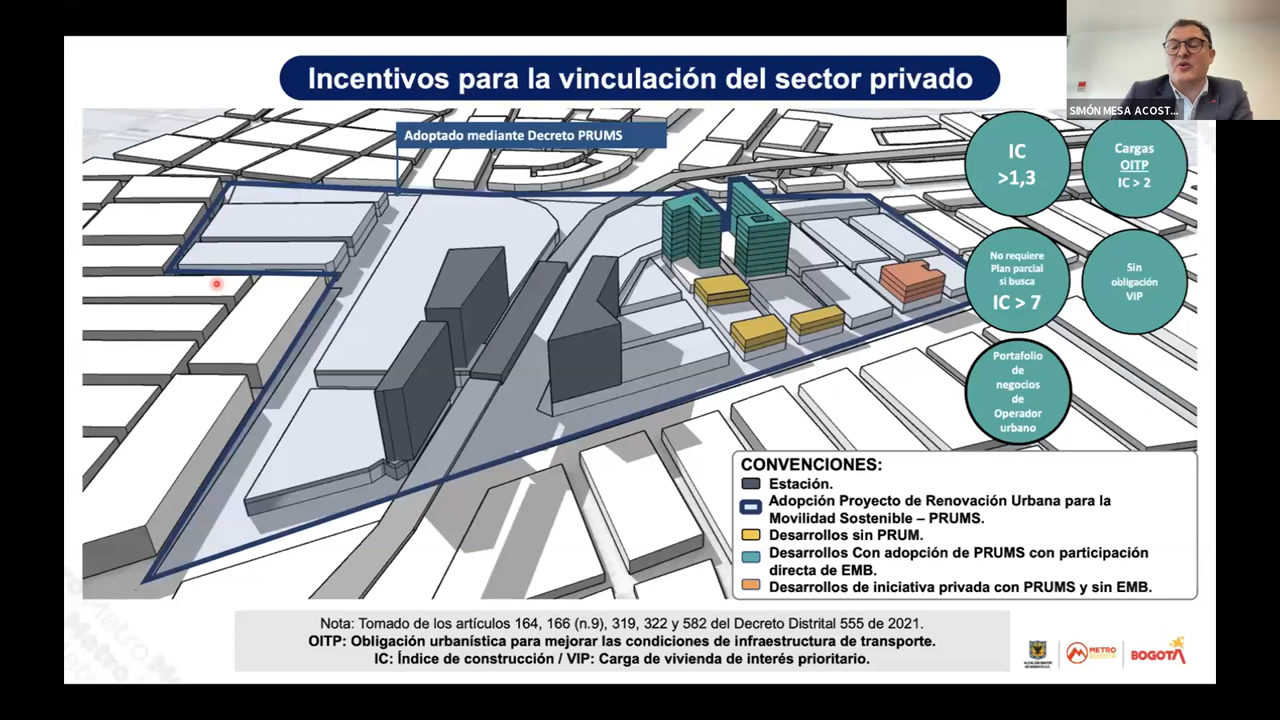 Incentivos para la vinculación del sector privado
SIMÓN MESA ACOST...
Adoptado mediante Decreto PRUMS
IC
>1,3
Cargas
OITP
IC > 2
No requiere
Plan parcial
si busca
IC > 7
Sin
obligación
VIP
Portafolio
de
negocios
de
Operador
urbano
CONVENCIONES:
Estación.
Adopción Proyecto de Renovación Urbana para la
Movilidad Sostenible – PRUMS.
Desarrollos sin PRUM.
Desarrollos Con adopción de PRUMS con participación
directa de EMB.
Desarrollos de iniciativa privada con PRUMS y sin EMB.
Nota: Tomado de los artículos 164, 166 (n.9), 319, 322 y 582 del Decreto Distrital 555 de 2021.
OITP: Obligación urbanística para mejorar las condiciones de infraestructura de transporte.
IC: Índice de construcción / VIP: Carga de vivienda de interés prioritario.
METRO
BOGOTÁ
BOGOTÁ